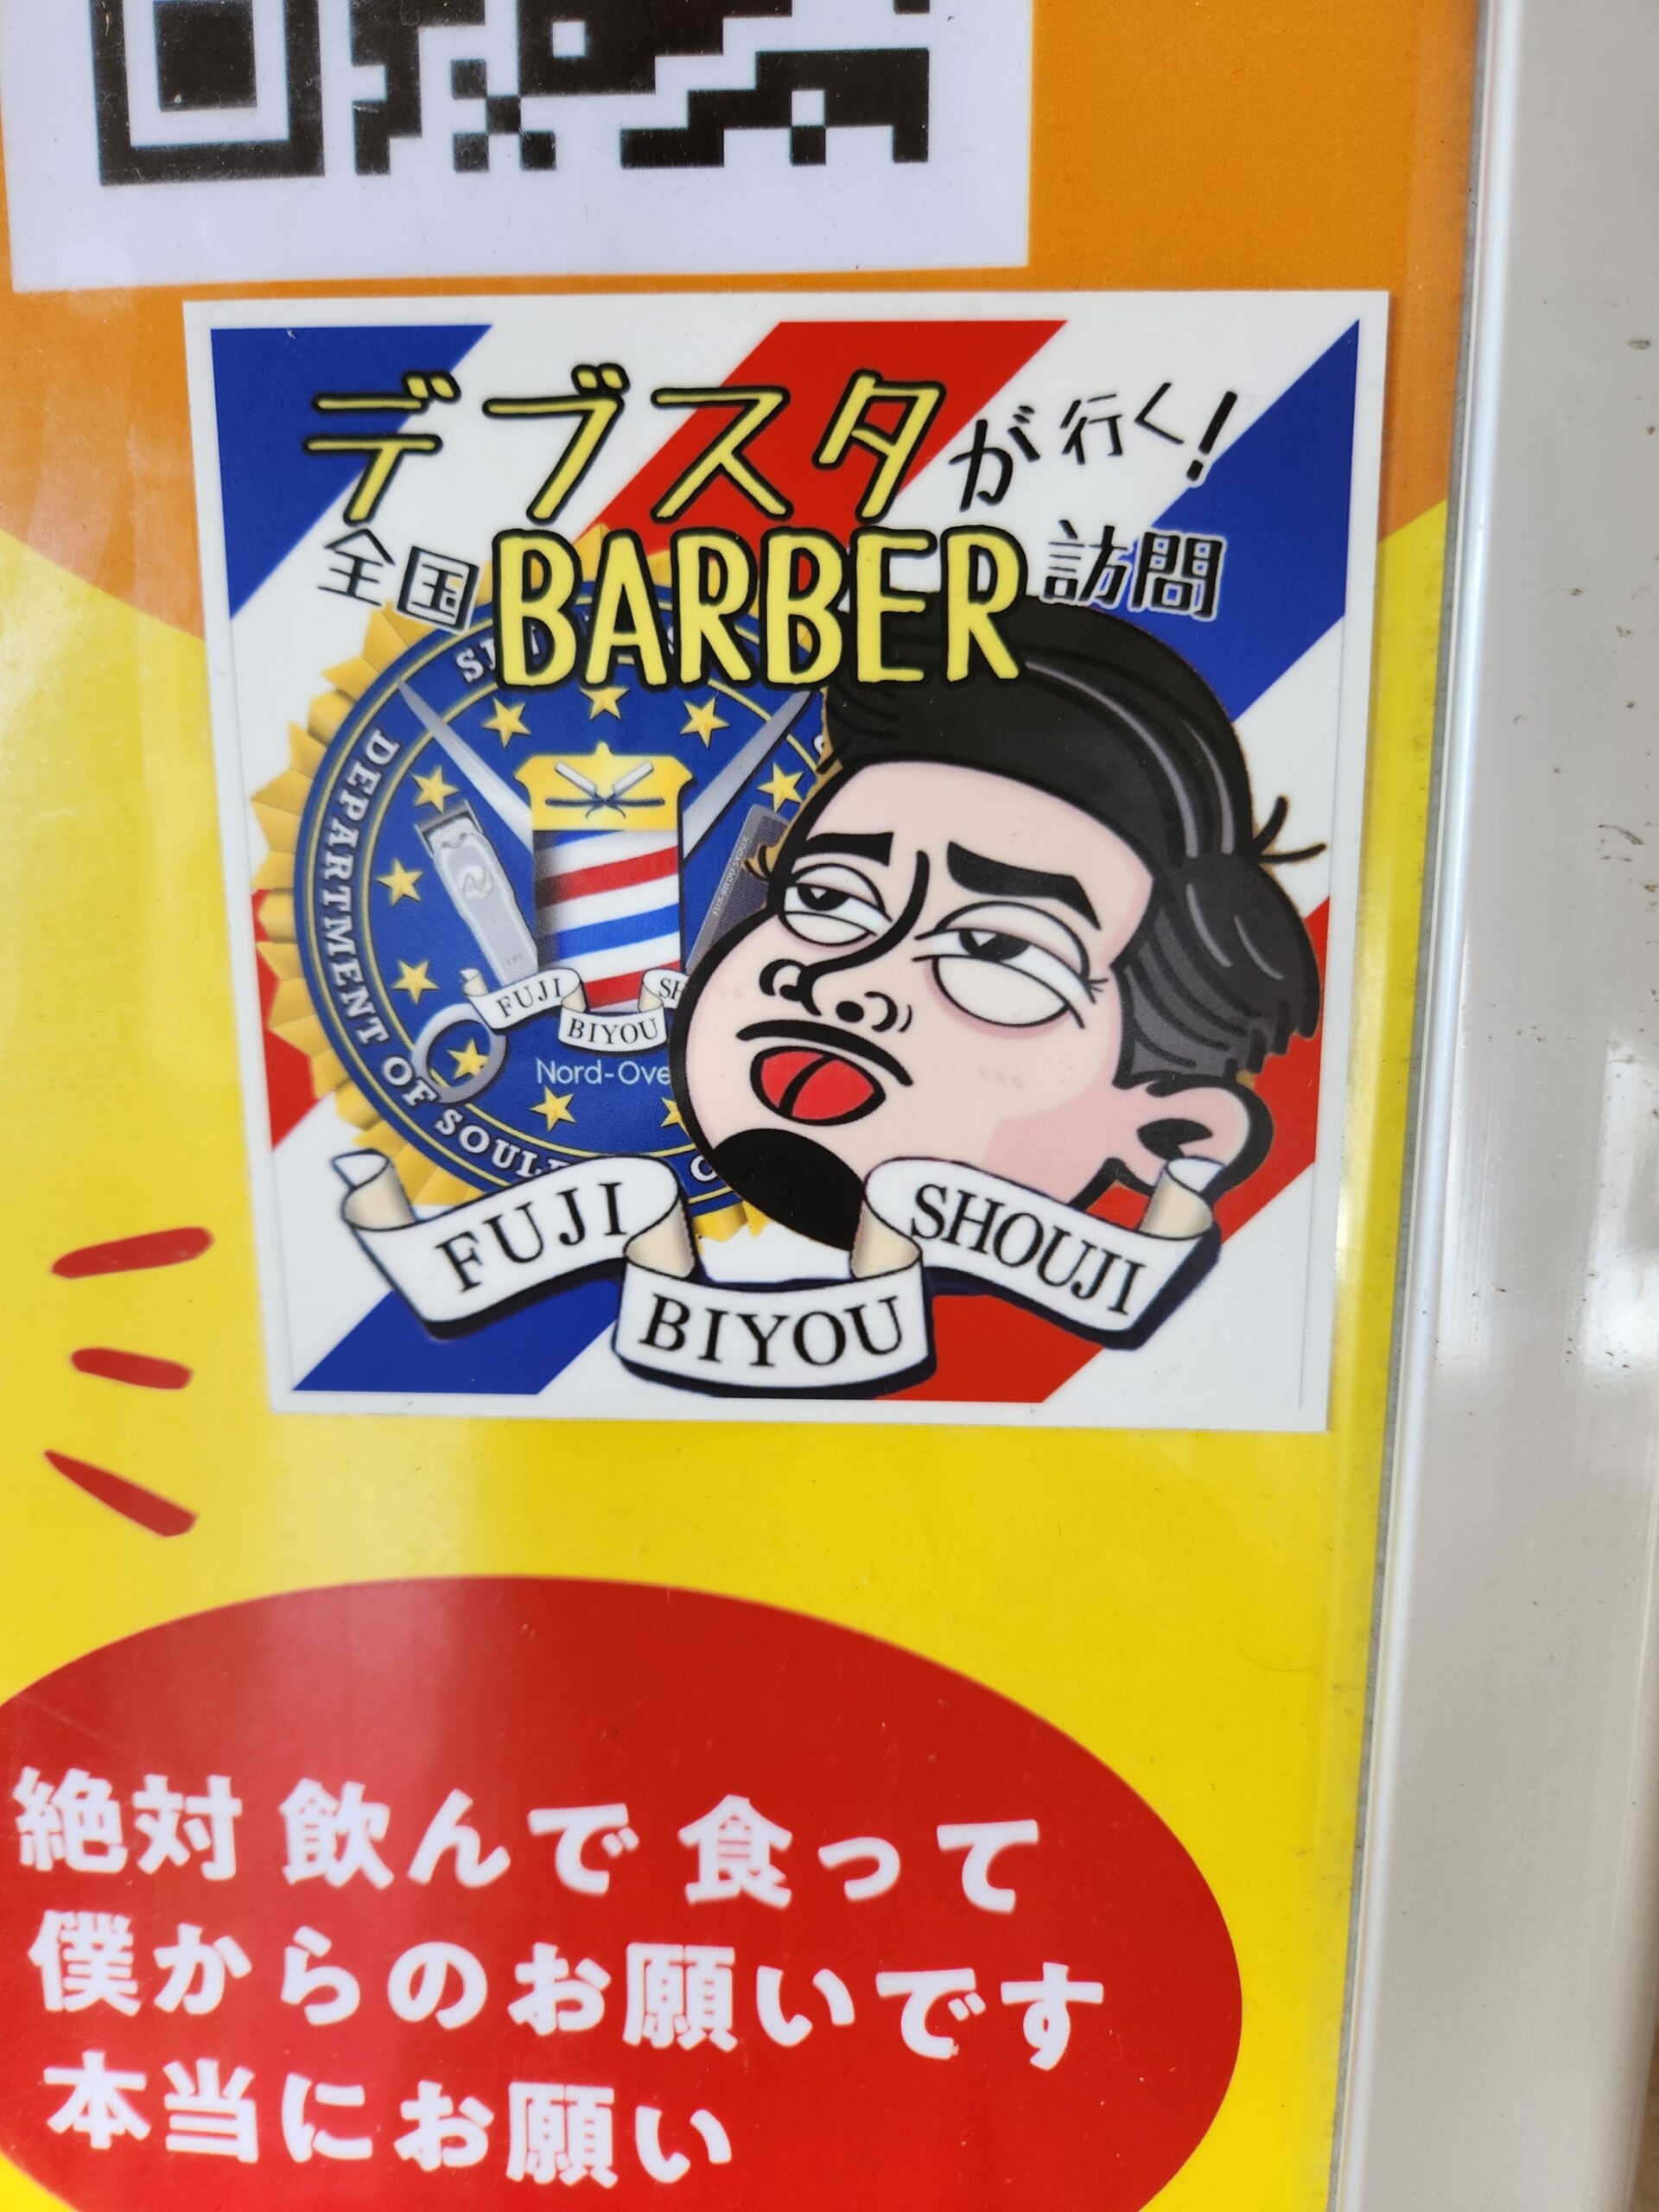 デブスタが行く!
全国BARBER訪問
DEPARTMENT OF
FUJI
BIYOU
FUJI
BIYOU
SHOUJI
絶対 飲んで 食って
僕からのお願いです
本当にお願い